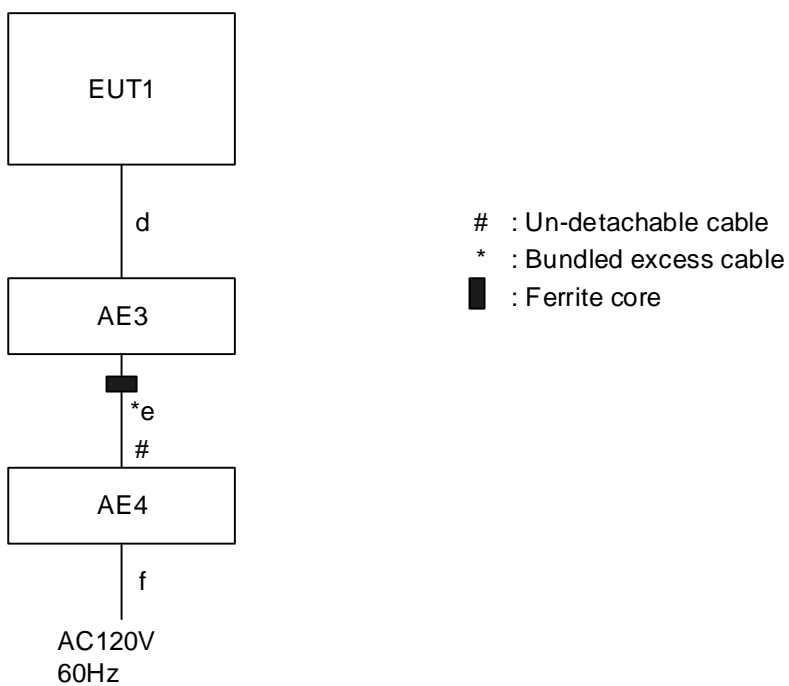 EUT1
d
AE3
*e
#
AE4
f
AC120V
60Hz
# : Un-detachable cable
* : Bundled excess cable
: Ferrite core